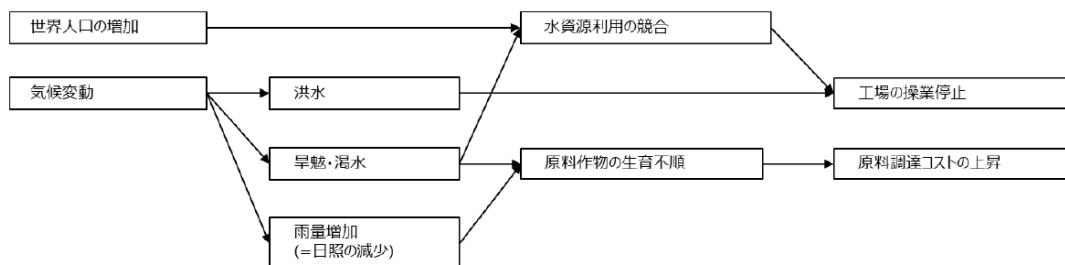 世界人口の増加
水資源利用の競合
気候変動
洪水
工場の操業停止
旱魃・渇水
原料作物の生育不順
原料調達コストの上昇
雨量増加
(=日照の減少)